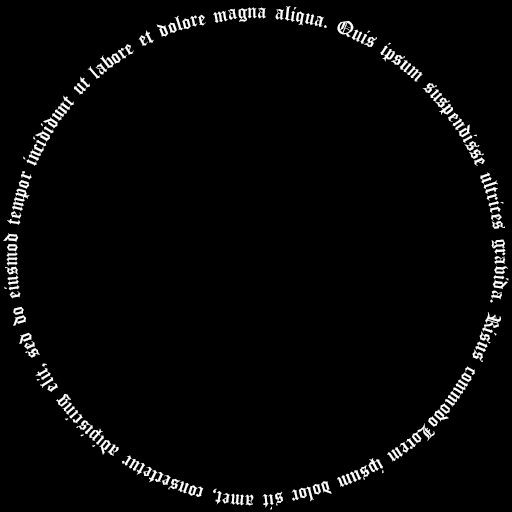 Lorem ipsum dolor sit amet, consectetur adipiscing elit, sed do eiusmod tempor incididunt ut labore et dolore magna aliqua. Quis ipsum suspendisse ultrices gravida. Risus commodo